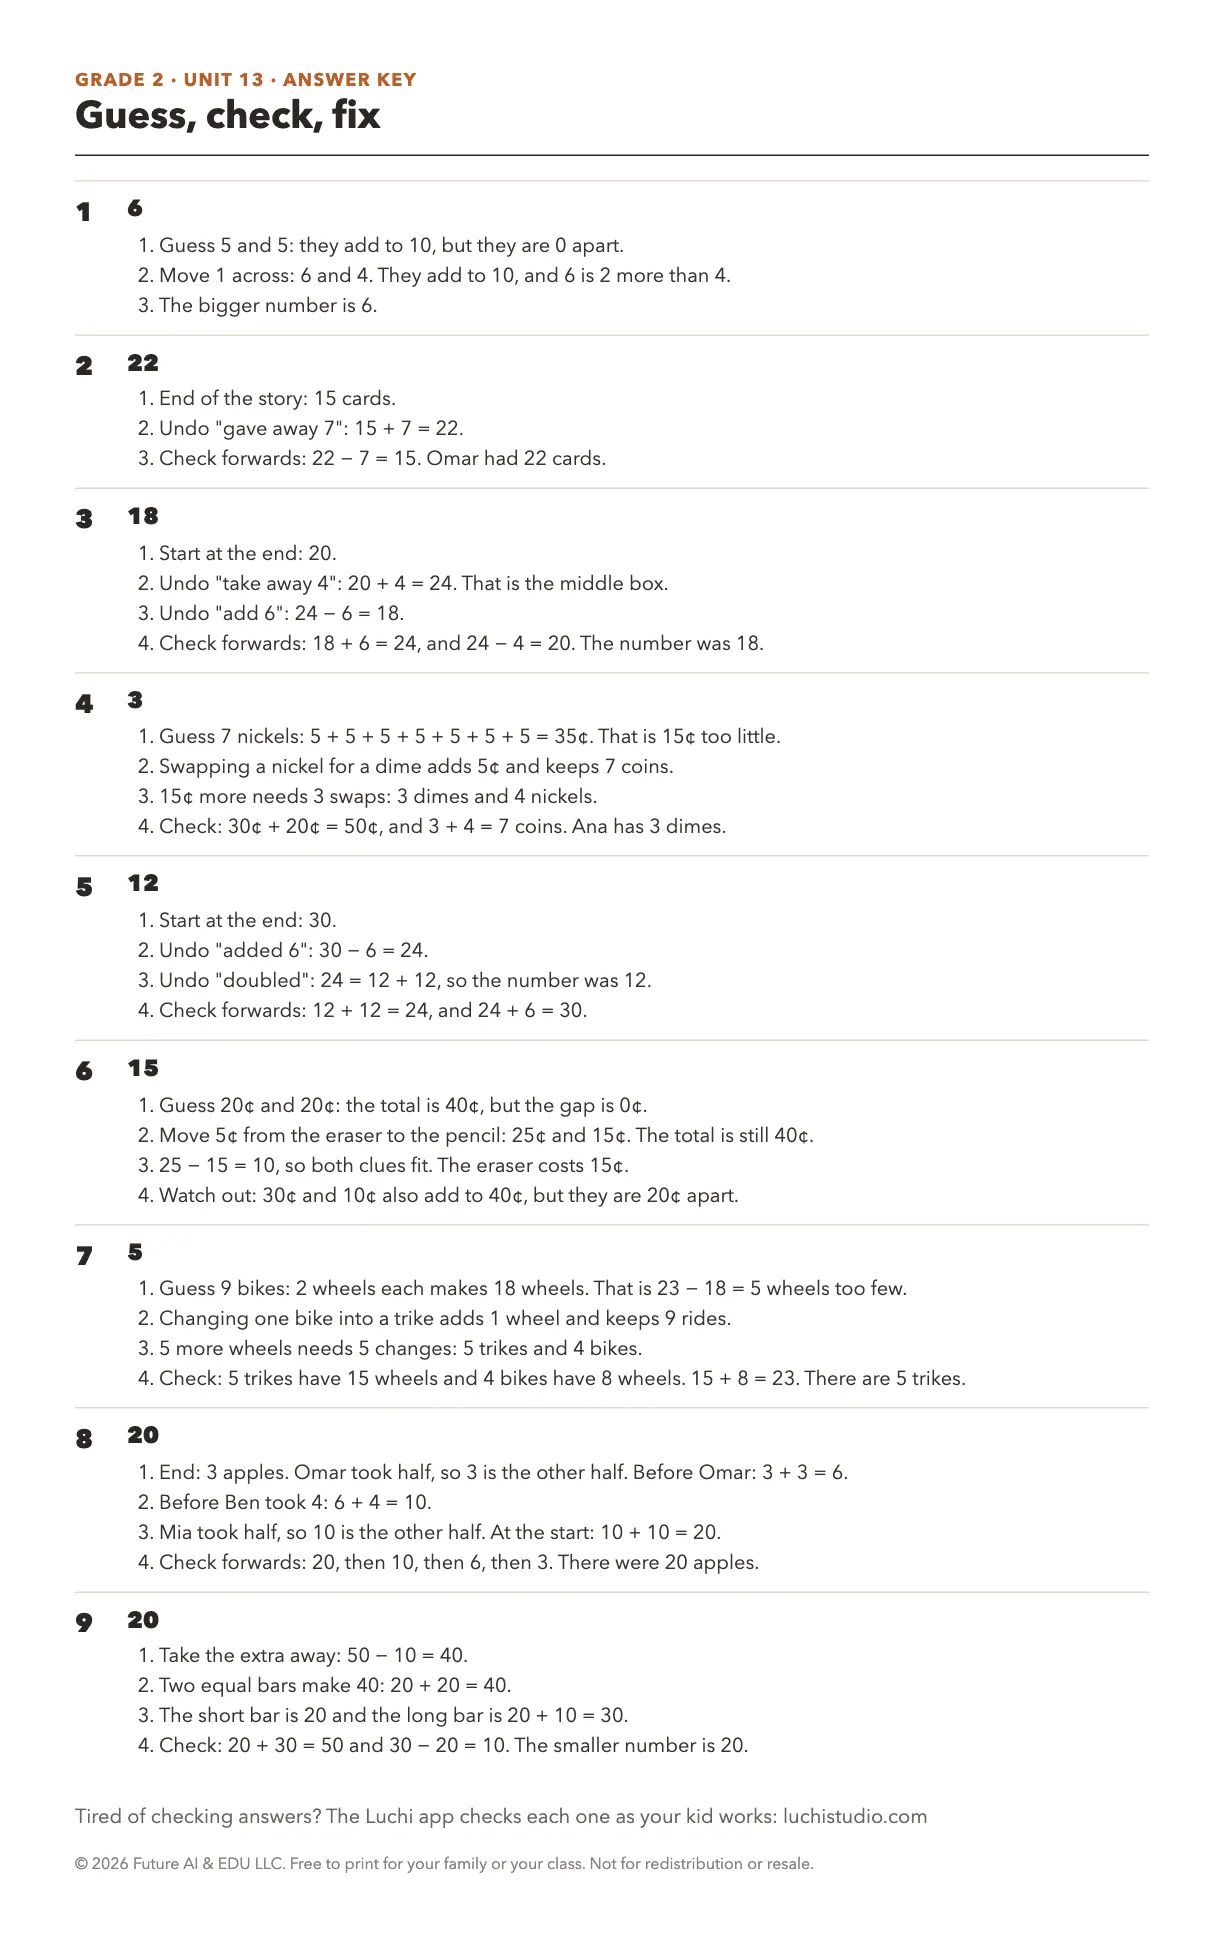 GRADE 2 · UNIT 13 · ANSWER KEY
Guess, check, fix
1 6
1. Guess 5 and 5: they add to 10, but they are 0 apart.
2. Move 1 across: 6 and 4. They add to 10, and 6 is 2 more than 4.
3. The bigger number is 6.
2 22
1. End of the story: 15 cards.
2. Undo "gave away 7": 15 + 7 = 22.
3. Check forwards: 22 − 7 = 15. Omar had 22 cards.
3 18
1. Start at the end: 20.
2. Undo "take away 4": 20 + 4 = 24. That is the middle box.
3. Undo "add 6": 24 − 6 = 18.
4. Check forwards: 18 + 6 = 24, and 24 − 4 = 20. The number was 18.
4 3
1. Guess 7 nickels: 5 + 5 + 5 + 5 + 5 + 5 + 5 = 35¢. That is 15¢ too little.
2. Swapping a nickel for a dime adds 5¢ and keeps 7 coins.
3. 15¢ more needs 3 swaps: 3 dimes and 4 nickels.
4. Check: 30¢ + 20¢ = 50¢, and 3 + 4 = 7 coins. Ana has 3 dimes.
5 12
1. Start at the end: 30.
2. Undo "added 6": 30 − 6 = 24.
3. Undo "doubled": 24 = 12 + 12, so the number was 12.
4. Check forwards: 12 + 12 = 24, and 24 + 6 = 30.
6 15
1. Guess 20¢ and 20¢: the total is 40¢, but the gap is 0¢.
2. Move 5¢ from the eraser to the pencil: 25¢ and 15¢. The total is still 40¢.
3. 25 − 15 = 10, so both clues fit. The eraser costs 15¢.
4. Watch out: 30¢ and 10¢ also add to 40¢, but they are 20¢ apart.
7 5
1. Guess 9 bikes: 2 wheels each makes 18 wheels. That is 23 − 18 = 5 wheels too few.
2. Changing one bike into a trike adds 1 wheel and keeps 9 rides.
3. 5 more wheels needs 5 changes: 5 trikes and 4 bikes.
4. Check: 5 trikes have 15 wheels and 4 bikes have 8 wheels. 15 + 8 = 23. There are 5 trikes.
8 20
1. End: 3 apples. Omar took half, so 3 is the other half. Before Omar: 3 + 3 = 6.
2. Before Ben took 4: 6 + 4 = 10.
3. Mia took half, so 10 is the other half. At the start: 10 + 10 = 20.
4. Check forwards: 20, then 10, then 6, then 3. There were 20 apples.
9 20
1. Take the extra away: 50 − 10 = 40.
2. Two equal bars make 40: 20 + 20 = 40.
3. The short bar is 20 and the long bar is 20 + 10 = 30.
4. Check: 20 + 30 = 50 and 30 − 20 = 10. The smaller number is 20.
Tired of checking answers? The Luchi app checks each one as your kid works: luchistudio.com
© 2026 Future AI & EDU LLC. Free to print for your family or your class. Not for redistribution or resale.